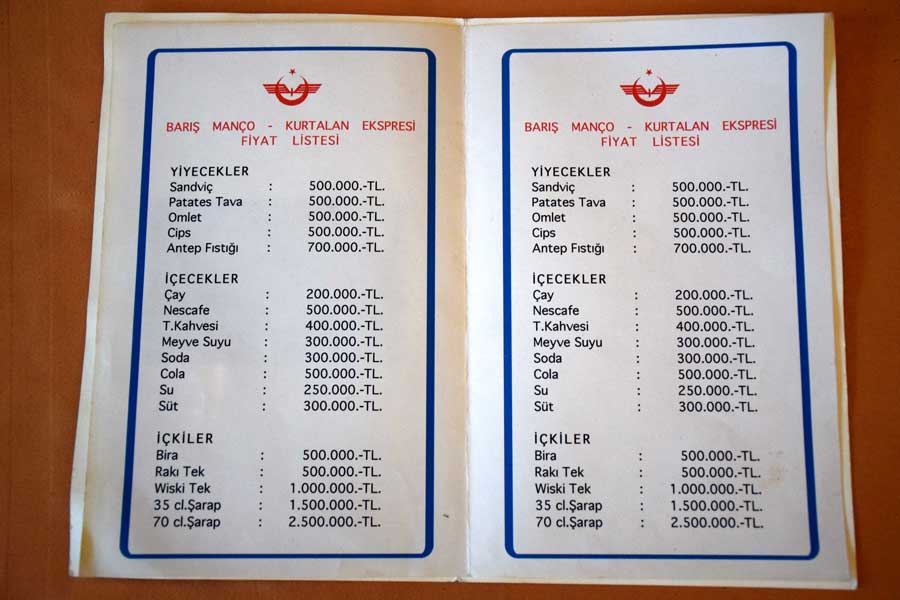 BARIŞ MANÇO - KURTALAN EKSPRESİ
FİYAT LİSTESİ
YİYECEKLER
Sandviç : 500.000.-TL.
Patates Tava : 500.000.-TL.
Omlet : 500.000.-TL.
Cips : 500.000.-TL.
Antep Fıstığı : 700.000.-TL.
İÇECEKLER
Çay : 200.000.-TL.
Nescafe : 500.000.-TL.
T.Kahvesi : 400.000.-TL.
Meyve Suyu : 300.000.-TL.
Soda : 300.000.-TL.
Cola : 500.000.-TL.
Su : 250.000.-TL.
Süt : 300.000.-TL.
İÇKİLER
Bira : 500.000.-TL.
Rakı Tek : 500.000.-TL.
Wiski Tek : 1.000.000.-TL.
35 cl.Şarap : 1.500.000.-TL.
70 cl.Şarap : 2.500.000.-TL.
BARIŞ MANÇO - KURTALAN EKSPRESİ
FİYAT LİSTESİ
YİYECEKLER
Sandviç : 500.000.-TL.
Patates Tava : 500.000.-TL.
Omlet : 500.000.-TL.
Cips : 500.000.-TL.
Antep Fıstığı : 700.000.-TL.
İÇECEKLER
Çay : 200.000.-TL.
Nescafe : 500.000.-TL.
T.Kahvesi : 400.000.-TL.
Meyve Suyu : 300.000.-TL.
Soda : 300.000.-TL.
Cola : 500.000.-TL.
Su : 250.000.-TL.
Süt : 300.000.-TL.
İÇKİLER
Bira : 500.000.-TL.
Rakı Tek : 500.000.-TL.
Wiski Tek : 1.000.000.-TL.
35 cl.Şarap : 1.500.000.-TL.
70 cl.Şarap : 2.500.000.-TL.